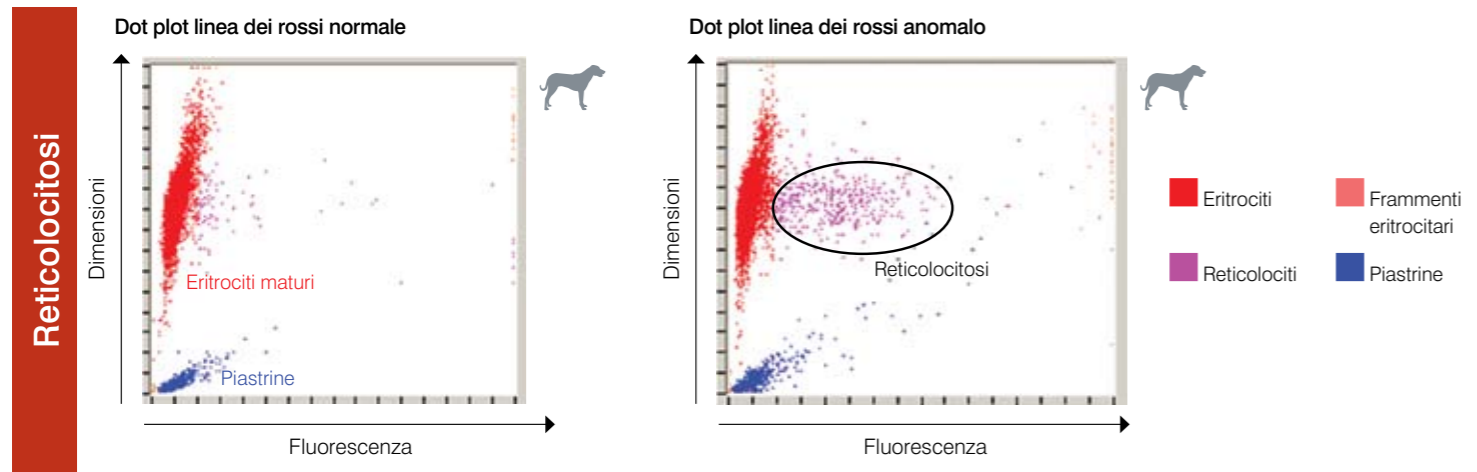 Reticolocitosi
Dot plot linea dei rossi normale
Dimensioni
Eritrociti maturi
Piastrine
Fluorescenza
Dot plot linea dei rossi anomalo
Dimensioni
Reticolocitosi
Fluorescenza
Eritrociti
Frammenti
eritrocitari
Reticolociti
Piastrine